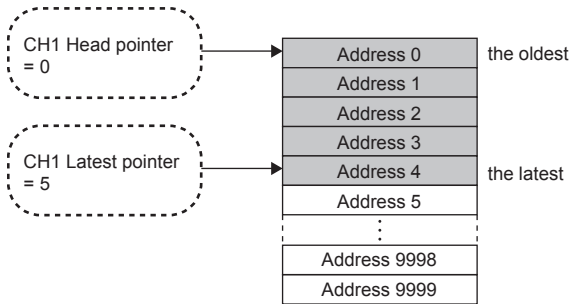 CH1 Head pointer
= 0
Address 0
the oldest
Address 1
Address 2
Address 3
CH1 Latest pointer
= 5
Address 4
the latest
Address 5
Address 9998
Address 9999